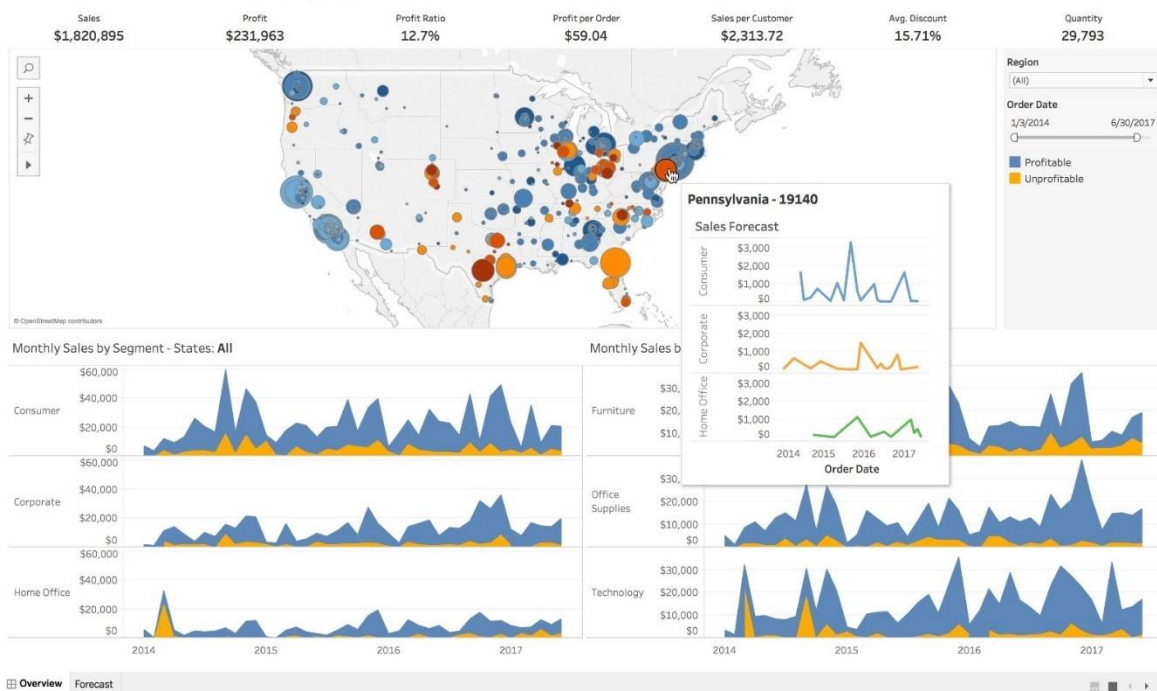 Sales Profit Profit Ratio Profit per Order Sales per Customer Avg. Discount Quantity
$1,820,895 $231,963 12.7% $59.04 $2,313.72 15.71% 29,793
Region
(All)
Order Date
1/3/2014 6/30/2017
Profitable
Unprofitable
© OpenStreetMap contributors
Pennsylvania - 19140
Sales Forecast
Consumer
$3,000
$2,000
$1,000
$0
Corporate
$3,000
$2,000
$1,000
$0
Home Office
$3,000
$2,000
$1,000
$0
2014 2015 2016 2017
Order Date
Monthly Sales by Segment - States: All
Consumer
$60,000
$40,000
$20,000
$0
Corporate
$60,000
$40,000
$20,000
$0
Home Office
$60,000
$40,000
$20,000
$0
2014 2015 2016 2017
Monthly Sales b
Furniture
$30,
$20,
$10,
Office
Supplies
$30,
$20,000
$10,000
$0
Technology
$30,000
$20,000
$10,000
$0
2014 2015 2016 2017
Overview Forecast